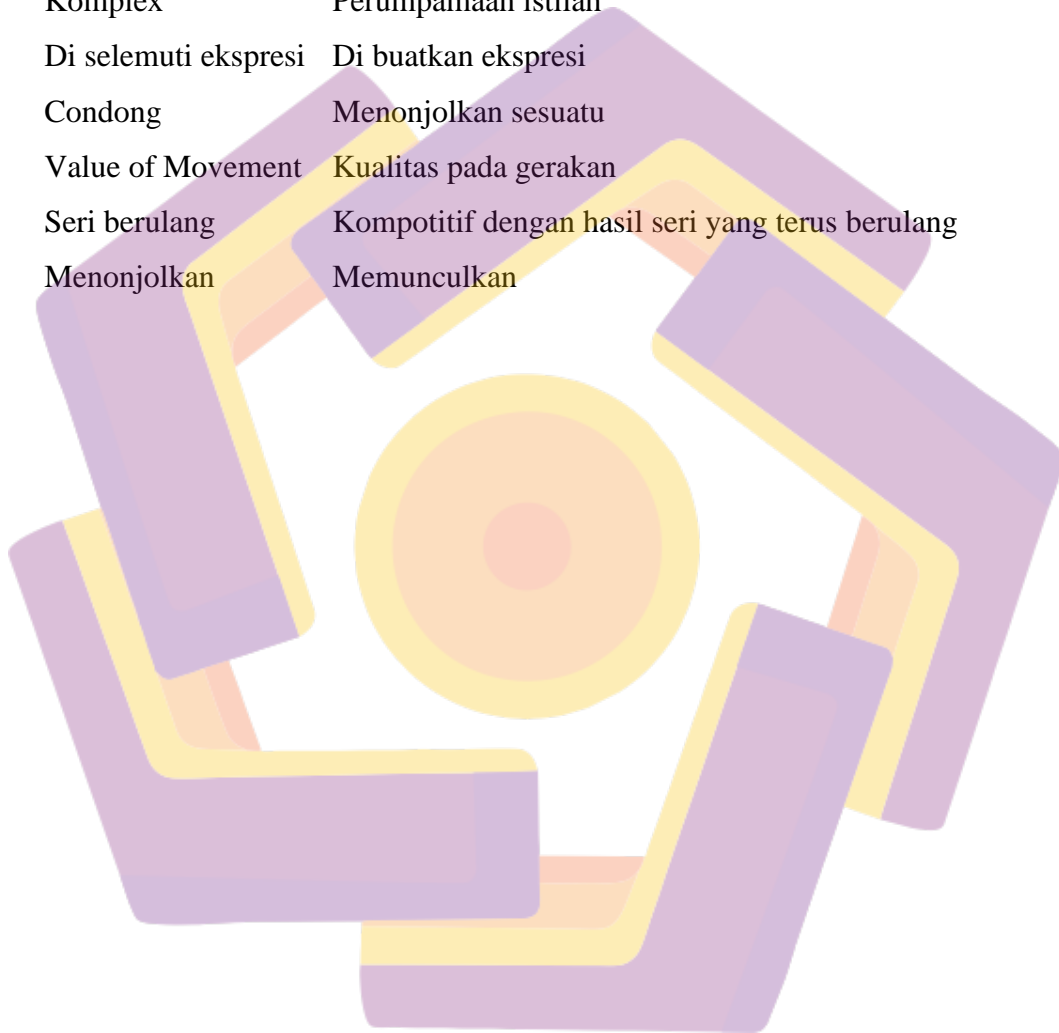 Komplex Perumpamaan istilah
Di selemuti ekspresi Di buatkan ekspresi
Condong Menonjolkan sesuatu
Value of Movement Kualitas pada gerakan
Seri berulang Kompotitif dengan hasil seri yang terus berulang
Menonjolkan Memunculkan